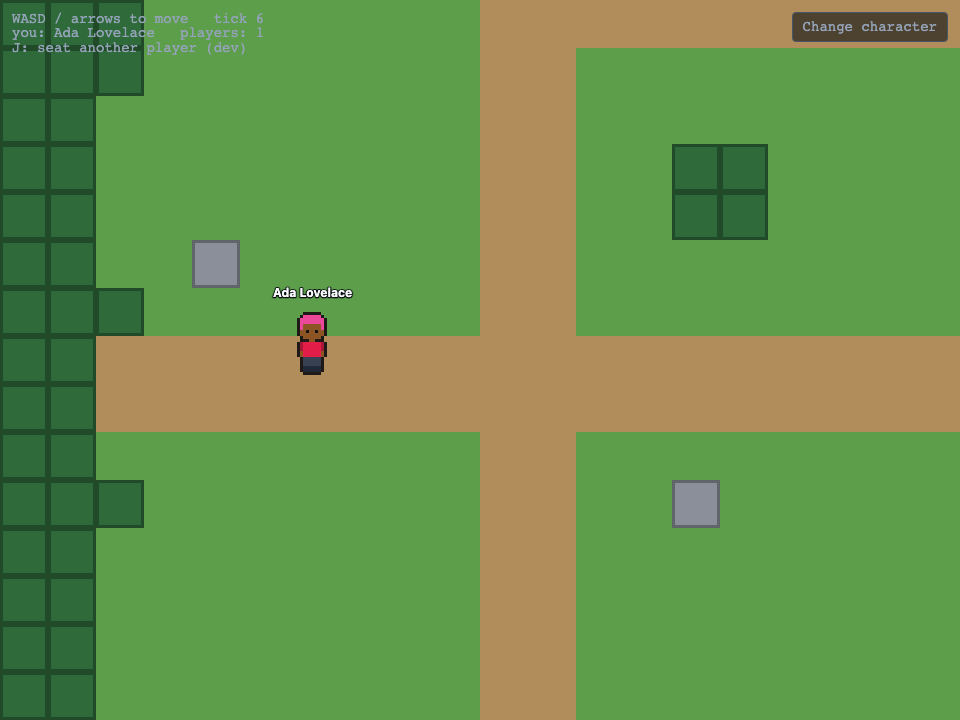 WASD / arrows to move   tick 6
you: Ada Lovelace   players: 1
J: seat another player (dev)
Change character
Ada Lovelace